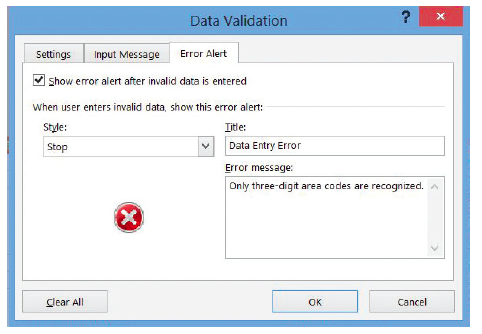 Data Validation
?
Settings Input Message Error Alert
Show error alert after invalid data is entered
When user enters invalid data, show this error alert:
Style: Title:
Stop Data Entry Error
Error message:
Only three-digit area codes are recognized.
Clear All OK Cancel